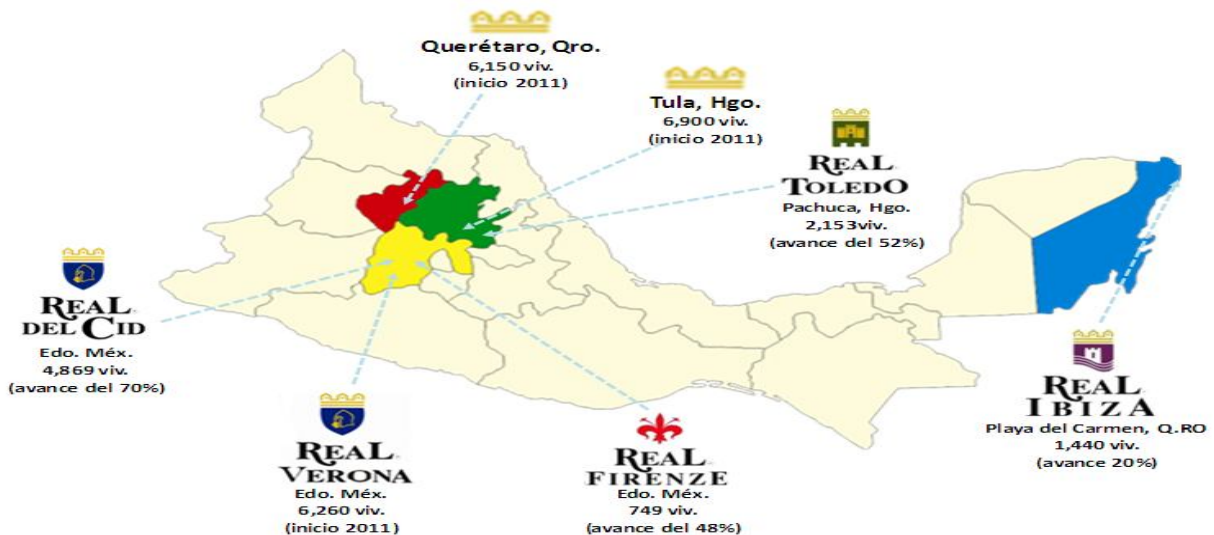 Querétaro, Qro.
6,150 viv.
(inicio 2011)
Tula, Hgo.
6,900 viv.
(inicio 2011)
REAL
TOLEDO
Pachuca, Hgo.
2,153viv.
(avance del 52%)
REAL
DEL CID
Edo. Méx.
4,869 viv.
(avance del 70%)
REAL
VERONA
Edo. Méx.
6,260 viv.
(inicio 2011)
REAL
FIRENZE
Edo. Méx.
749 viv.
(avance del 48%)
REAL
IBIZA
Playa del Carmen, Q.RO
1,440 viv.
(avance 20%)